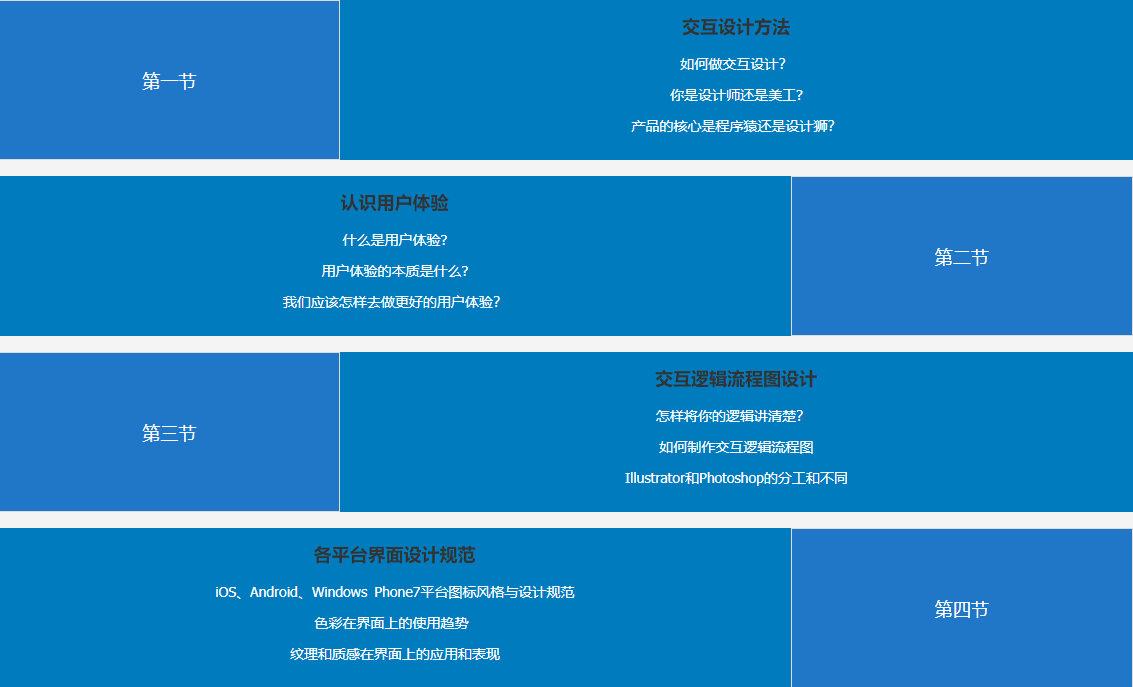 第一节
交互设计方法
如何做交互设计?
你是设计师还是美工?
产品的核心是程序猿还是设计狮?
认识用户体验
什么是用户体验?
用户体验的本质是什么?
我们应该怎样去做更好的用户体验?
第二节
第三节
交互逻辑流程图设计
怎样将你的逻辑讲清楚?
如何制作交互逻辑流程图
Illustrator和Photoshop的分工和不同
各平台界面设计规范
iOS、Android、Windows Phone7平台图标风格与设计规范
色彩在界面上的使用趋势
纹理和质感在界面上的应用和表现
第四节